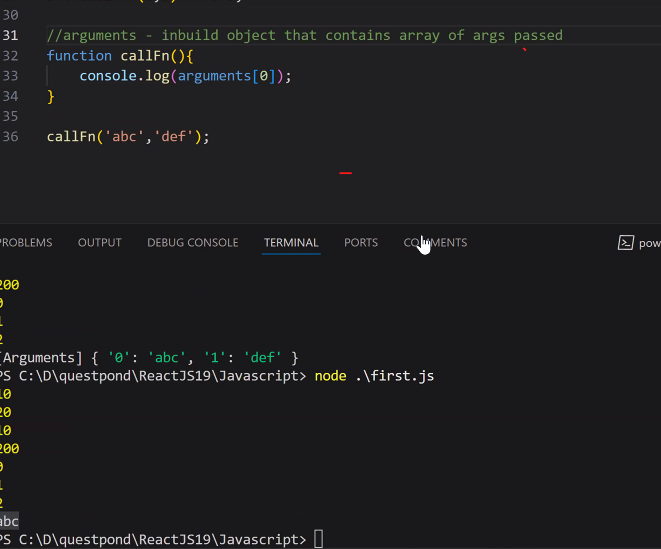 30
31 //arguments - inbuild object that contains array of args passed
32 function callFn(){
33 console.log(arguments[0]);
34 }
35
36 callFn('abc','def');
PROBLEMS OUTPUT DEBUG CONSOLE TERMINAL PORTS COMMENTS pow
200
0
1
2
[Arguments] { '0': 'abc', '1': 'def' }
PS C:\D\questpond\ReactJS19\Javascript> node .\first.js
10
20
10
200
0
1
2
abc
PS C:\D\questpond\ReactJS19\Javascript>